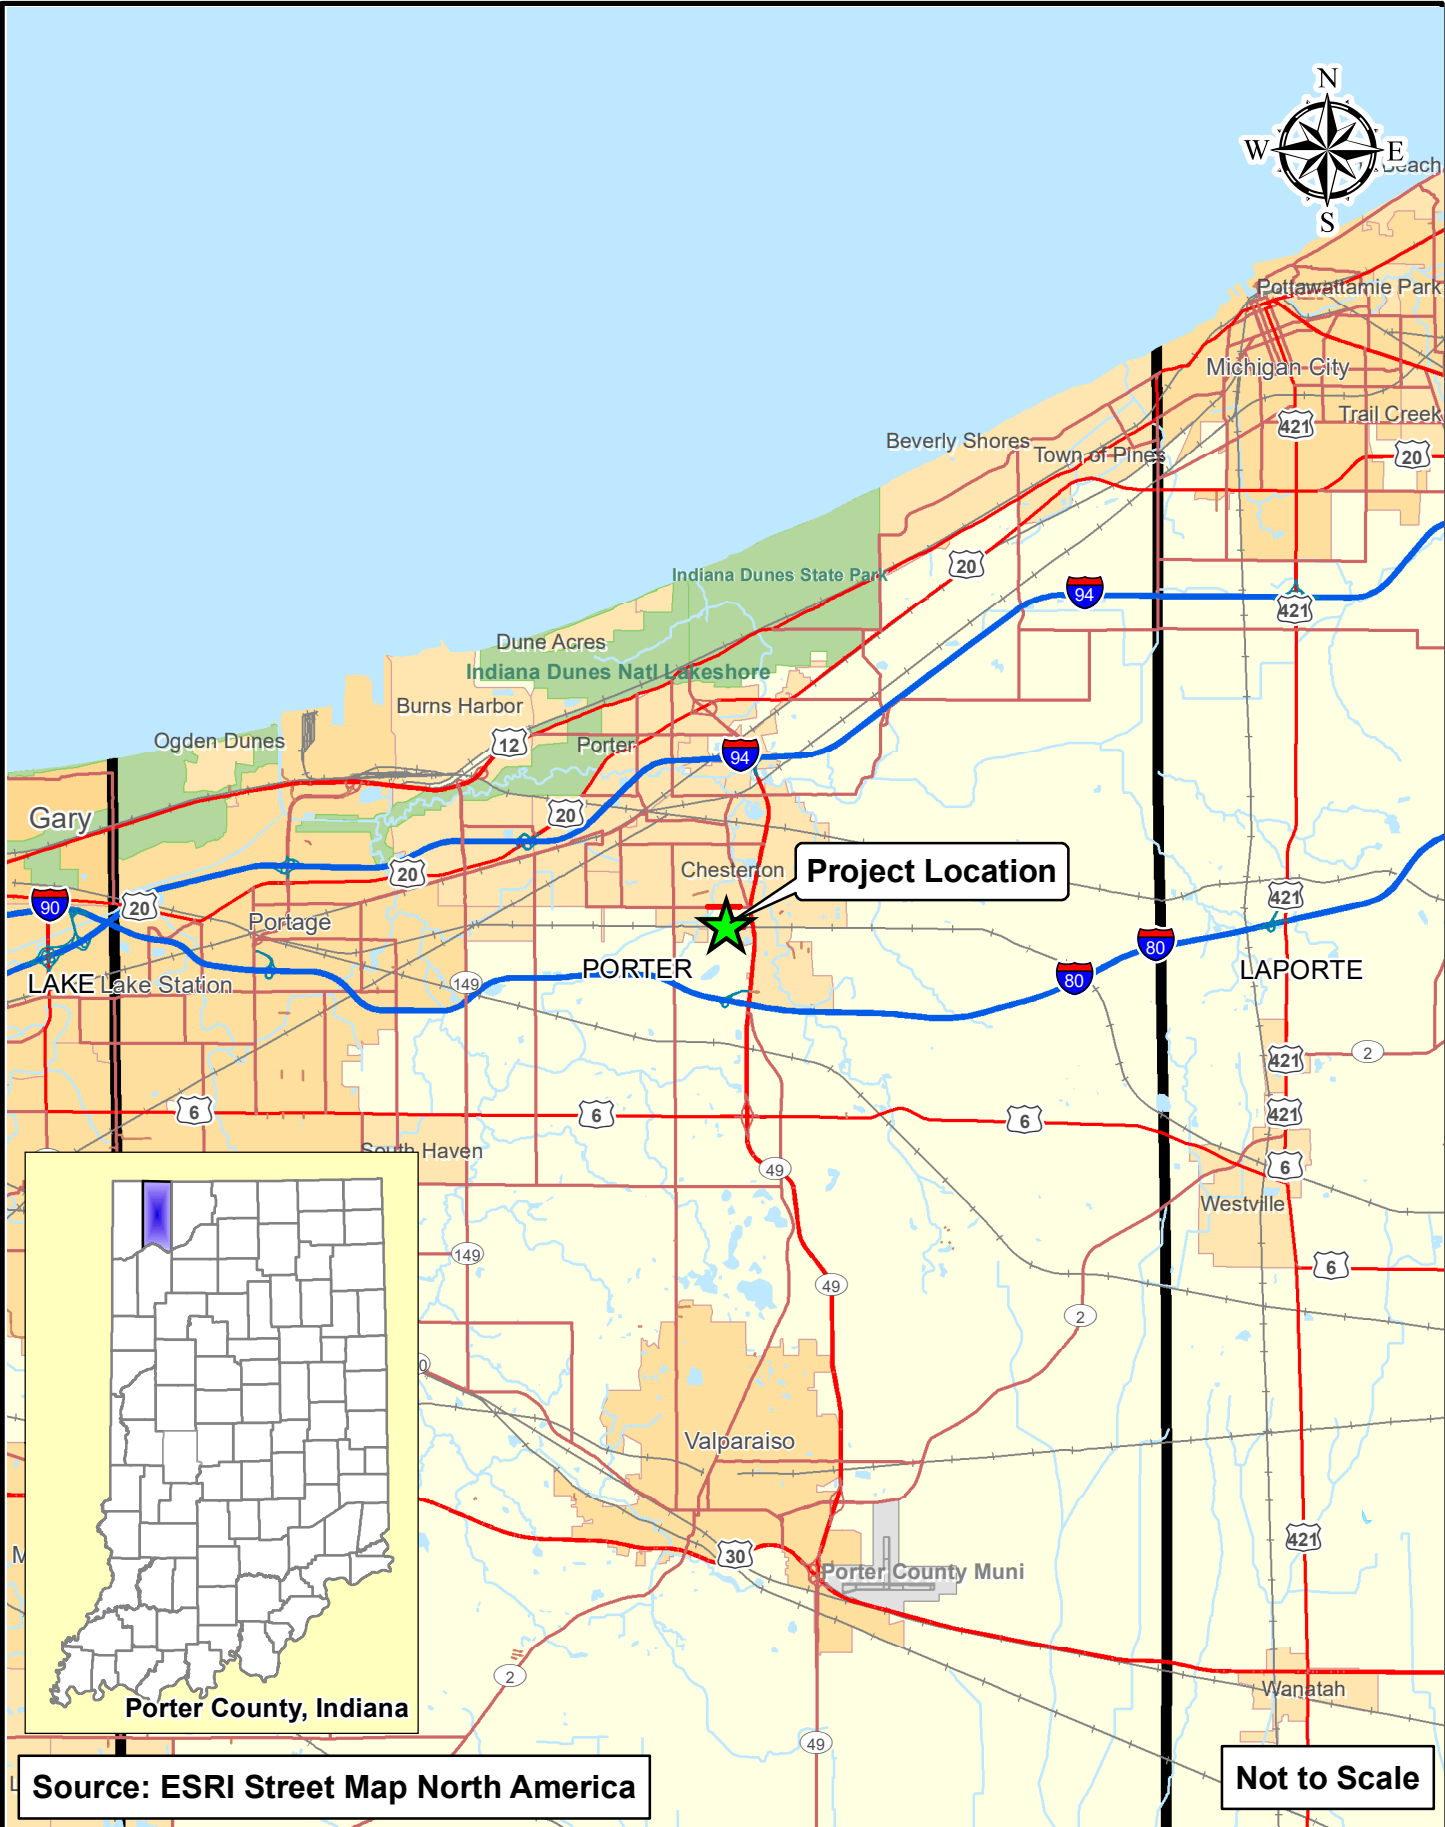 N
W
E
S
Beach
Pottawattamie Park
Michigan City
Trail Creek
421
20
Beverly Shores
Town of Pines
20
Indiana Dunes State Park
94
421
Dune Acres
Indiana Dunes Natl Lakeshore
Burns Harbor
Ogden Dunes
12
Porter
94
Gary
20
20
Chesterton
Project Location
90
20
421
Portage
80
PORTER
LAPORTE
80
LAKE
Lake Station
149
421
2
6
6
6
421
South Haven
49
6
Westville
149
6
49
2
0
Valparaiso
421
M
30
Porter County Muni
2
Wanatah
Porter County, Indiana
49
L
Source: ESRI Street Map North America
Not to Scale